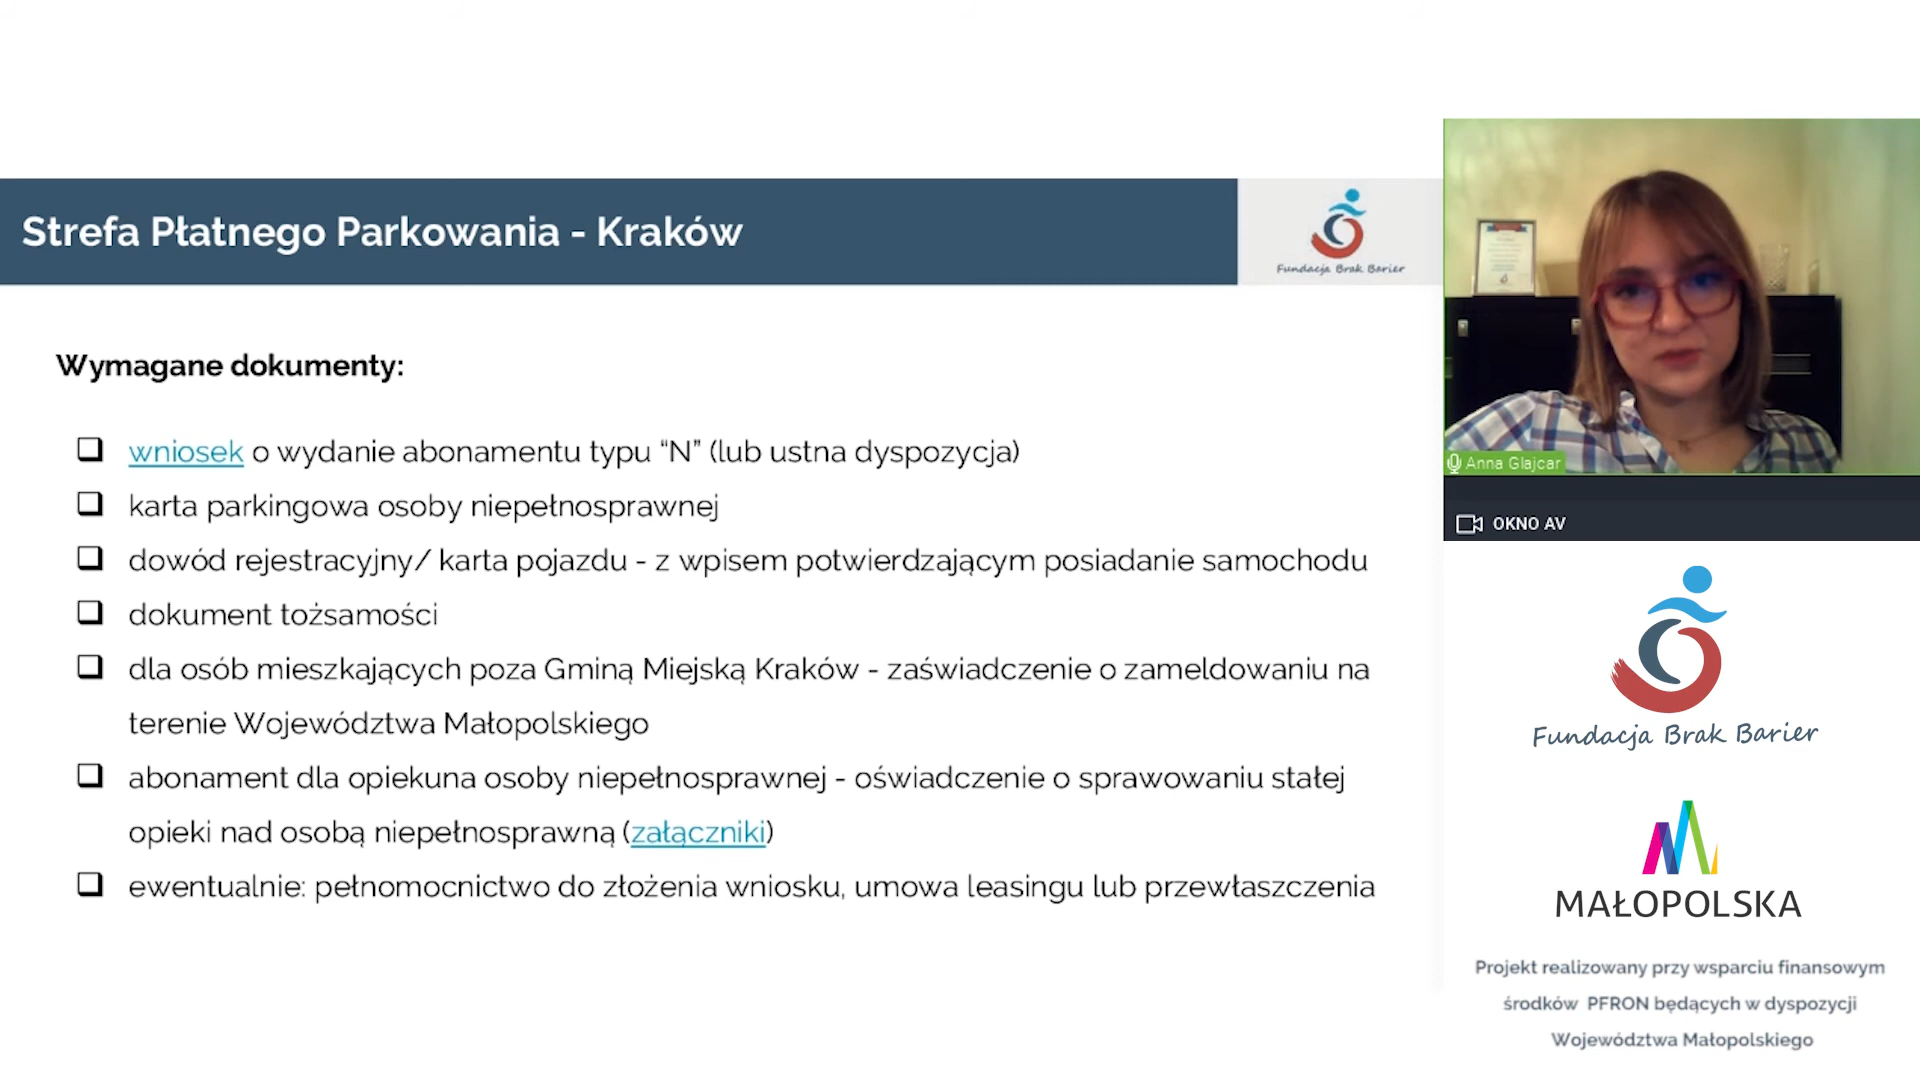 Strefa Płatnego Parkowania - Kraków
Fundacja Brak Barier
Wymagane dokumenty:
wniosek o wydanie abonamentu typu “N” (lub ustna dyspozycja)
karta parkingowa osoby niepełnosprawnej
dowód rejestracyjny/ karta pojazdu - z wpisem potwierdzającym posiadanie samochodu
dokument tożsamości
dla osób mieszkających poza Gminą Miejską Kraków - zaświadczenie o zameldowaniu na
terenie Województwa Małopolskiego
abonament dla opiekuna osoby niepełnosprawnej - oświadczenie o sprawowaniu stałej
opieki nad osobą niepełnosprawną (załączniki)
ewentualnie: pełnomocnictwo do złożenia wniosku, umowa leasingu lub przewłaszczenia
Anna Glajcar
OKNO AV
Fundacja Brak Barier
MAŁOPOLSKA
Projekt realizowany przy wsparciu finansowym
środków PFRON będących w dyspozycji
Województwa Małopolskiego